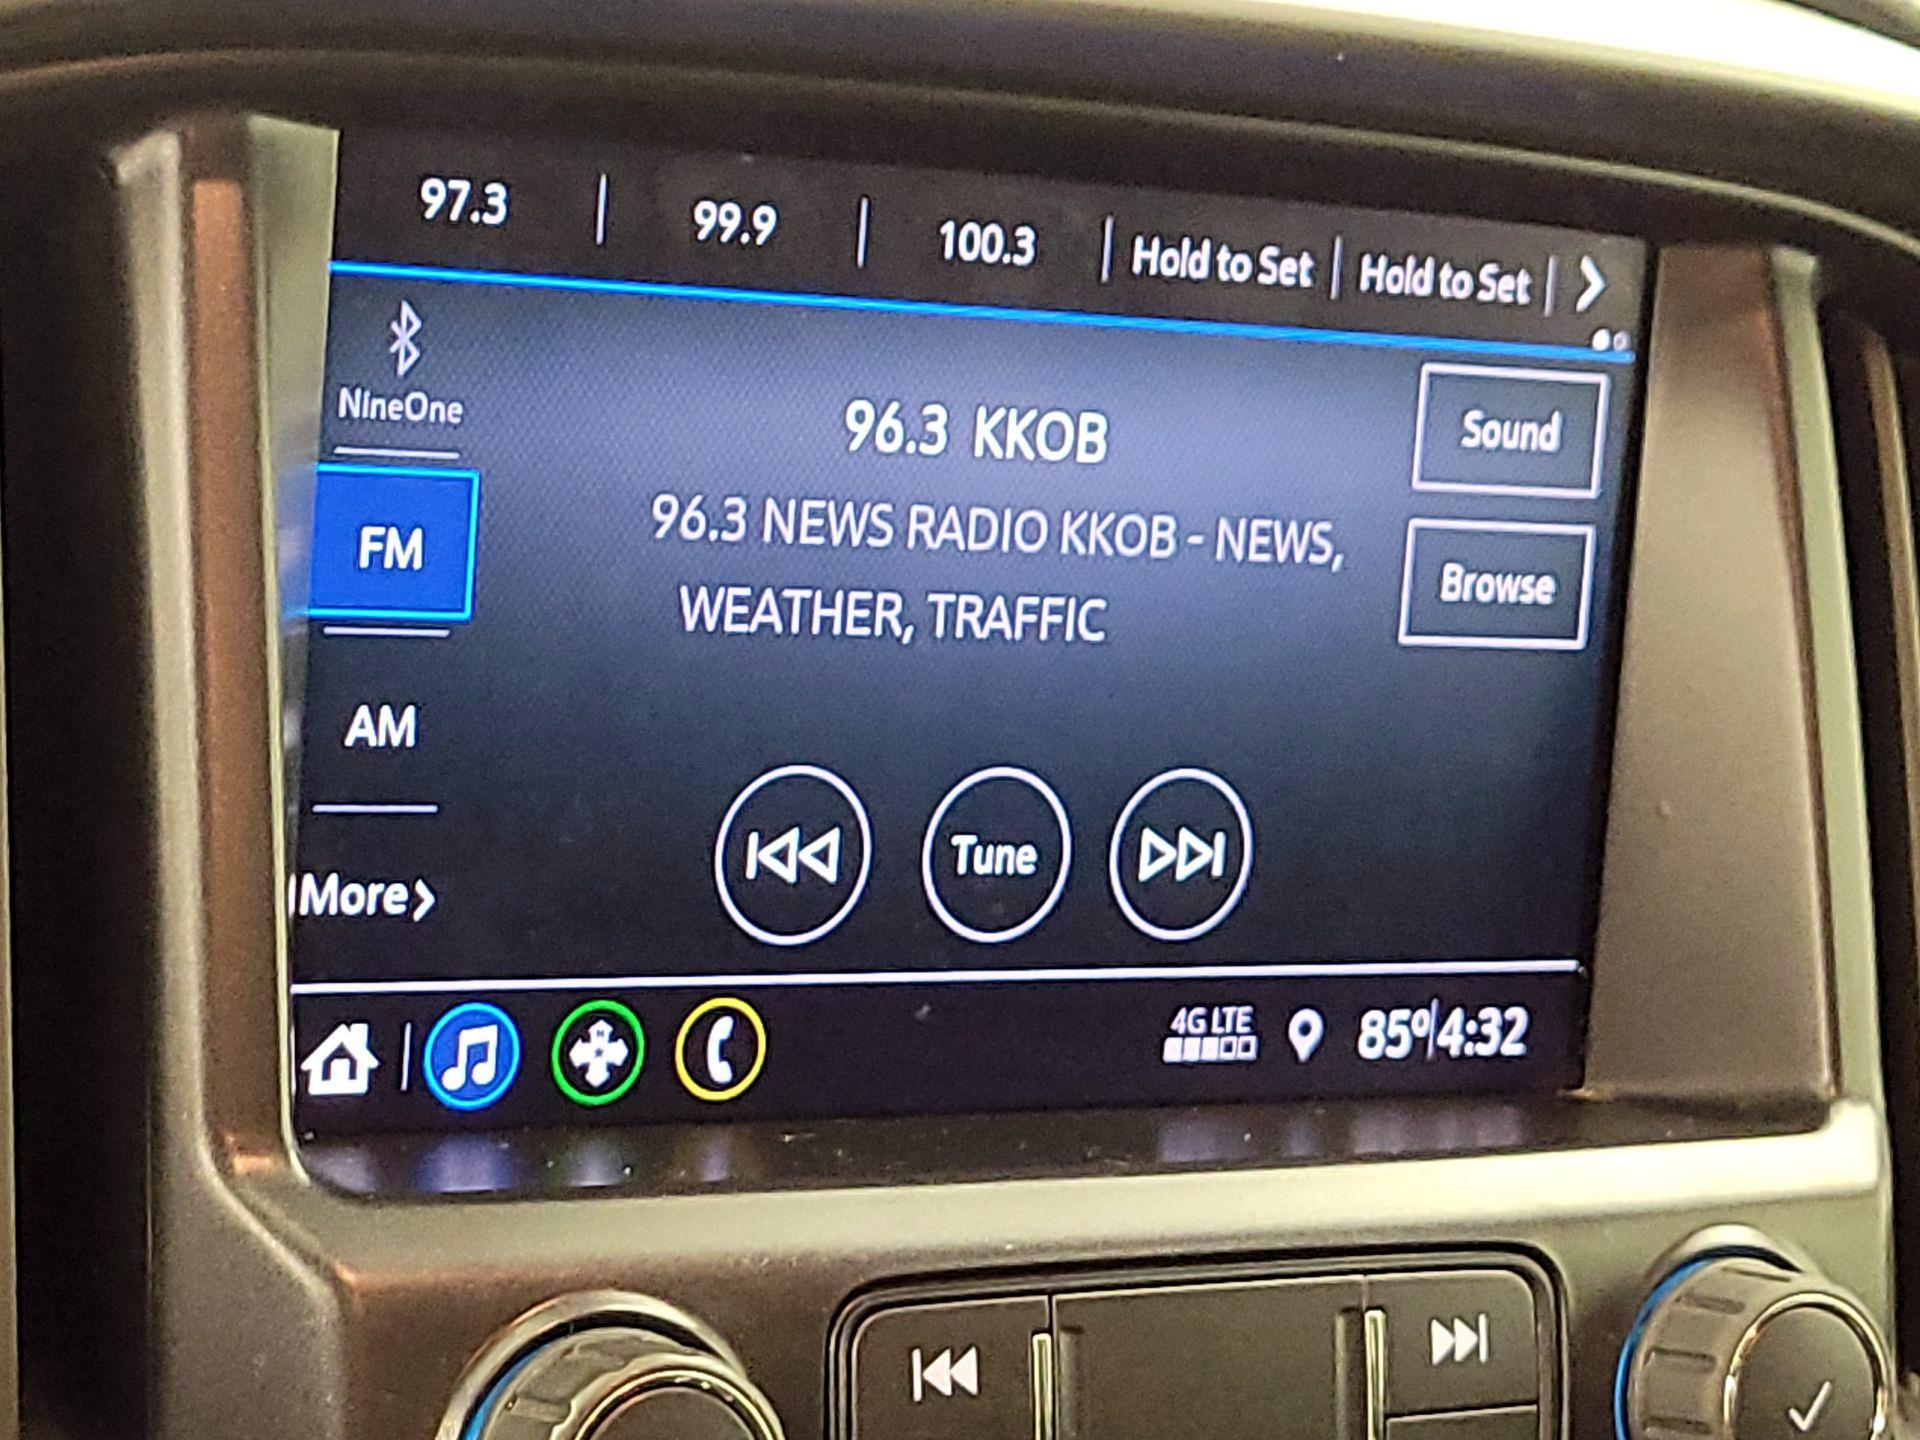 97.3 | 99.9 | 100.3 | Hold to Set | Hold to Set |
NineOne
96.3 KKOB
Sound
FM
96.3 NEWS RADIO KKOB - NEWS,
WEATHER, TRAFFIC
Browse
AM
Tune
More
4G LTE
85°|4:32